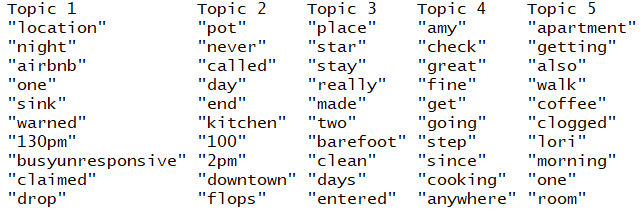 Topic 1 Topic 2 Topic 3 Topic 4 Topic 5
"location" "pot" "place" "amy" "apartment"
"night" "never" "star" "check" "getting"
"airbnb" "called" "stay" "great" "also"
"one" "day" "really" "fine" "walk"
"sink" "end" "made" "get" "coffee"
"warned" "kitchen" "two" "going" "clogged"
"130pm" "100" "barefoot" "step" "lori"
"busyunresponsive" "2pm" "clean" "since" "morning"
"claimed" "downtown" "days" "cooking" "one"
"drop" "flops" "entered" "anywhere" "room"